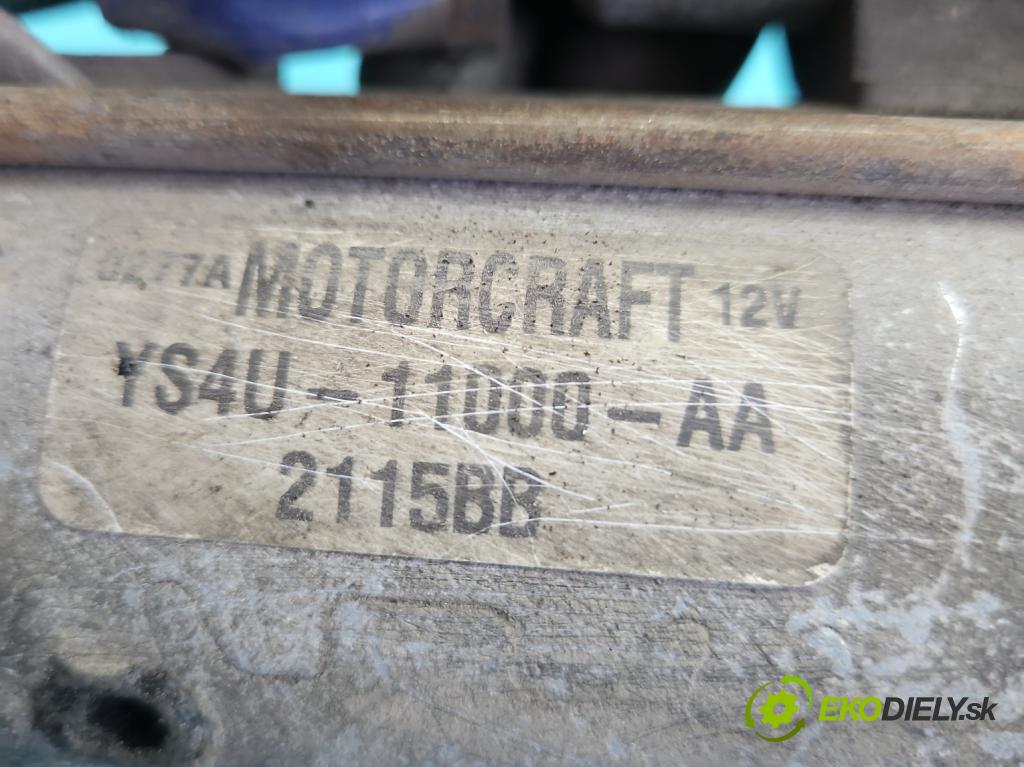 MOTORCRAFT 12V
YS4U-11000-AA
2115BB
EKODIELY.sk